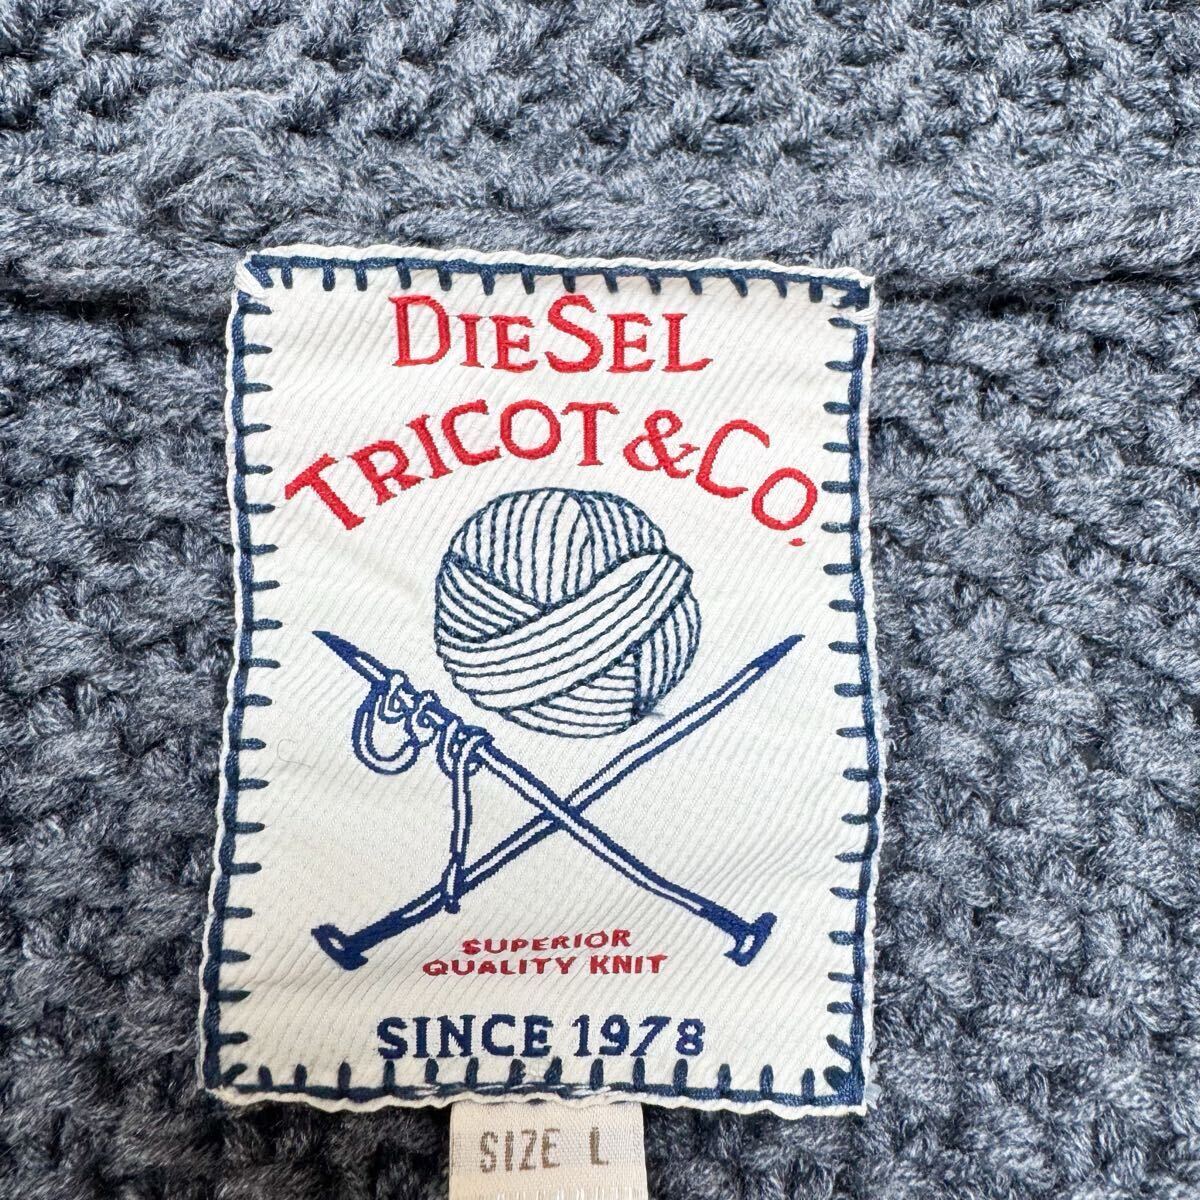 DIESEL
TRICOT & CO.
SUPERIOR
QUALITY KNIT
SINCE 1978
SIZE L